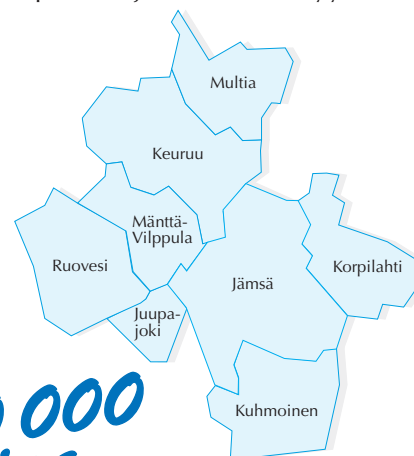 Multia
Keuruu
Mänttä-
Vilppula
Ruovesi
Korpilahti
Jämsä
Juupa-
joki
Kuhmoinen
000